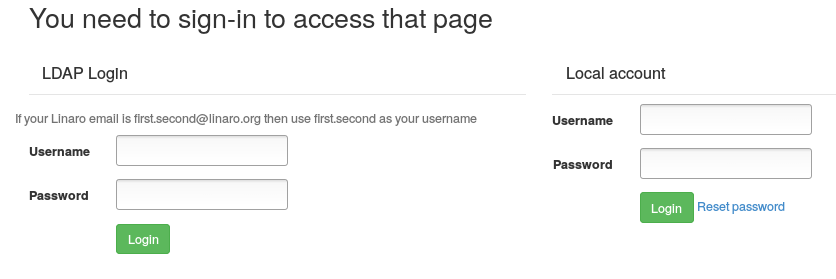 You need to sign-in to access that page
LDAP Login
If your Linaro email is first.second@linaro.org then use first.second as your username
Username
Password
Login
Local account
Username
Password
Login Reset password